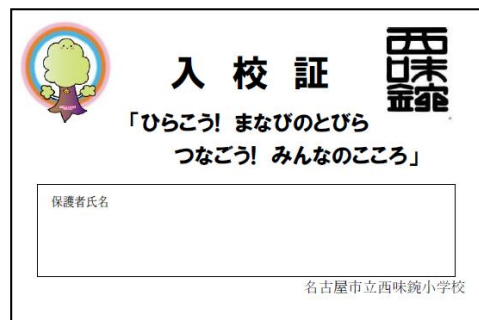 入校証
西味鋺
「ひらこう! まなびのとびら
つなごう! みんなのこころ」
保護者氏名
名古屋市立西味鋺小学校